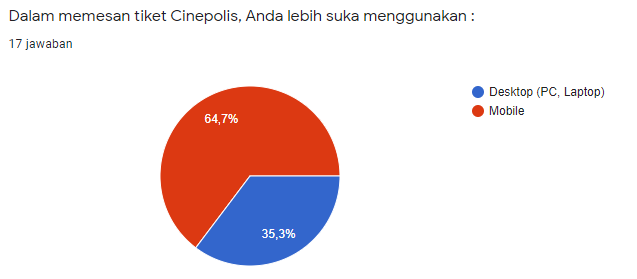 Dalam memesan tiket Cinepolis, Anda lebih suka menggunakan :
17 jawaban
Desktop (PC, Laptop)
Mobile
64,7%
35,3%